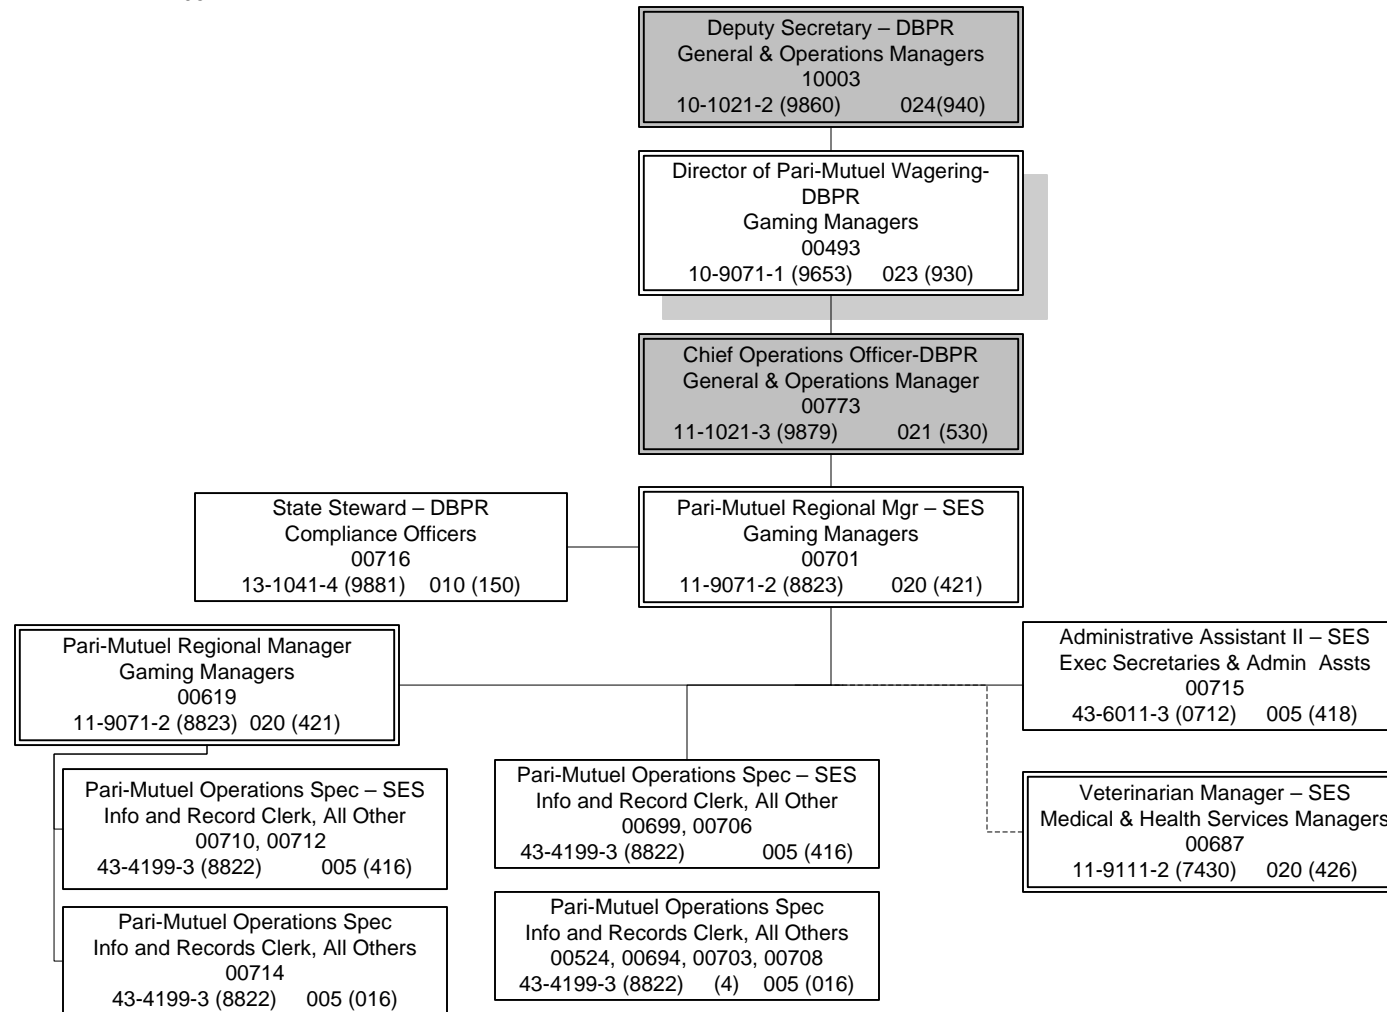 Deputy Secretary – DBPR
General & Operations Managers
10003
10-1021-2 (9860) 024(940)
Director of Pari-Mutuel Wagering-
DBPR
Gaming Managers
00493
10-9071-1 (9653) 023 (930)
Chief Operations Officer-DBPR
General & Operations Manager
00773
11-1021-3 (9879) 021 (530)
State Steward – DBPR
Compliance Officers
00716
13-1041-4 (9881) 010 (150)
Pari-Mutuel Regional Mgr – SES
Gaming Managers
00701
11-9071-2 (8823) 020 (421)
Pari-Mutuel Regional Manager
Gaming Managers
00619
11-9071-2 (8823) 020 (421)
Administrative Assistant II – SES
Exec Secretaries & Admin Assts
00715
43-6011-3 (0712) 005 (418)
Pari-Mutuel Operations Spec – SES
Info and Record Clerk, All Other
00710, 00712
43-4199-3 (8822) 005 (416)
Pari-Mutuel Operations Spec – SES
Info and Record Clerk, All Other
00699, 00706
43-4199-3 (8822) 005 (416)
Veterinarian Manager – SES
Medical & Health Services Managers
00687
11-9111-2 (7430) 020 (426)
Pari-Mutuel Operations Spec
Info and Records Clerk, All Others
00714
43-4199-3 (8822) 005 (016)
Pari-Mutuel Operations Spec
Info and Records Clerk, All Others
00524, 00694, 00703, 00708
43-4199-3 (8822) (4) 005 (016)